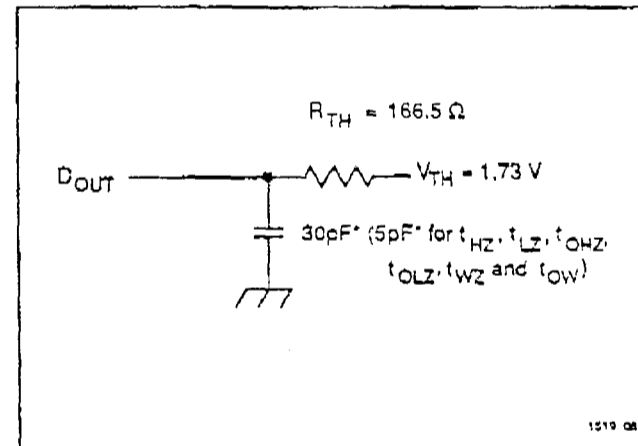 R_TH = 166.5 Ω
D_OUT
V_TH = 1.73 V
30pF* (5pF* for t_HZ, t_LZ, t_OHZ,
t_OLZ, t_WZ and t_OW)